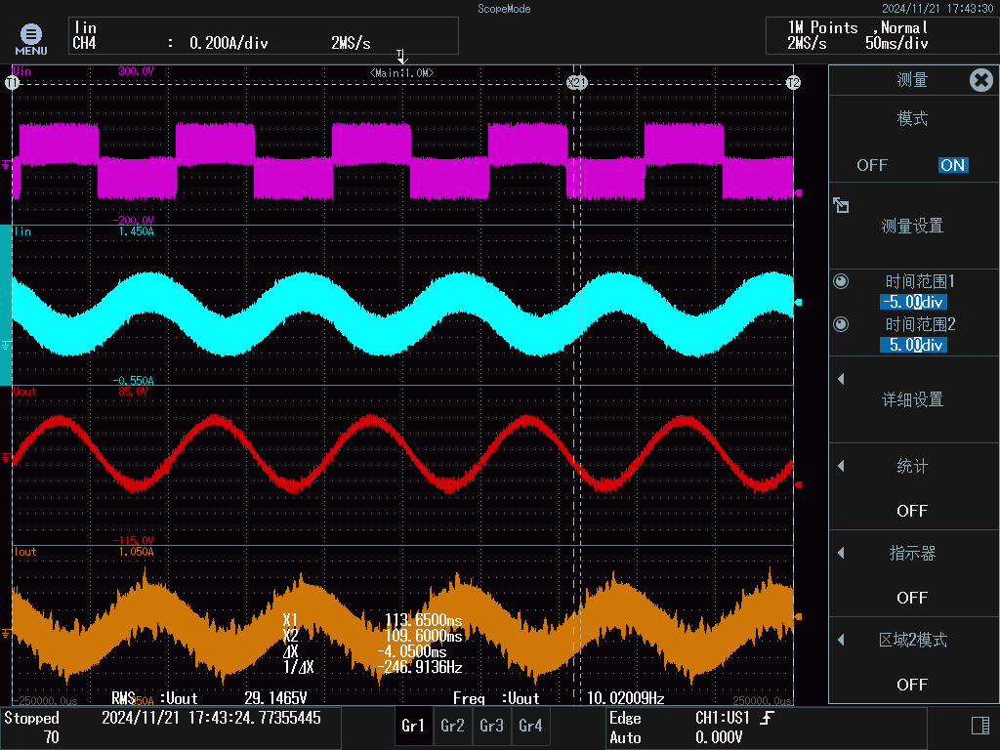 ScopeMode
2024/11/21 17:43:30
MENU
Iin
CH4 : 0.200A/div 2MS/s
1M Points ,Normal
2MS/s 50ms/div
T
<Main:1.0M>
Uin 300.0V
T1
X21
T2
-200.0V
Iin 1.450A
-0.550A
Uout 85.0V
-115.0V
Iout 1.050A
X1 113.6500ms
X2 109.6000ms
ΔX -4.0500ms
1/ΔX -246.9136Hz
-250000.0us
RMS :Uout 29.1465V
Freq :Uout 10.02009Hz
250000.0us
测量
模式
OFF ON
测量设置
时间范围1
-5.00div
时间范围2
5.00div
详细设置
统计
OFF
指示器
OFF
区域2模式
OFF
Stopped 2024/11/21 17:43:24.77355445
70
Gr1 Gr2 Gr3 Gr4
Edge CH1:US1
Auto 0.000V